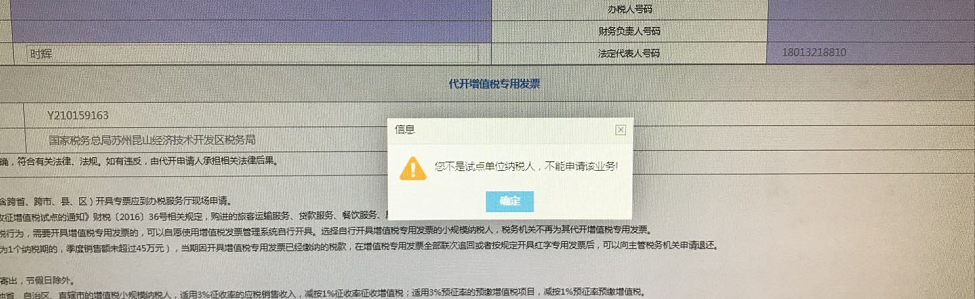 办税人号码
财务负责人号码
时辉
法定代表人号码
18013218810
代开增值税专用发票
Y210159163
国家税务总局苏州昆山经济技术开发区税务局
信息
您不是试点单位纳税人，不能申请该业务!
确定
确，符合有关法律、法规。如有违反，由代开申请人承担相关法律后果。
含跨省、跨市、县、区）开具专票应到办税服务厅现场申请。
征增值税试点的通知》财税【2016】36号相关规定，购进的旅客运输服务、贷款服务、餐饮服务、
税行为，需要开具增值税专用发票的，可以自愿使用增值税发票管理系统自行开具。选择自行开具增值税专用发票的小规模纳税人，税务机关不再为其代开增值税专用发票。
为1个纳税期的，季度销售额未超过45万元），当期因开具增值税专用发票已经缴纳的税款，在增值税专用发票全部联次追回或者按规定开具红字专用发票后，可以向主管税务机关申请退还。
寄出，节假日除外。
自治区、直辖市的增值税小规模纳税人，适用3%征收率的应税销售收入，减按1%征收率征收增值税；适用3%预征率的预缴增值税项目，减按1%预征率预缴增值税。